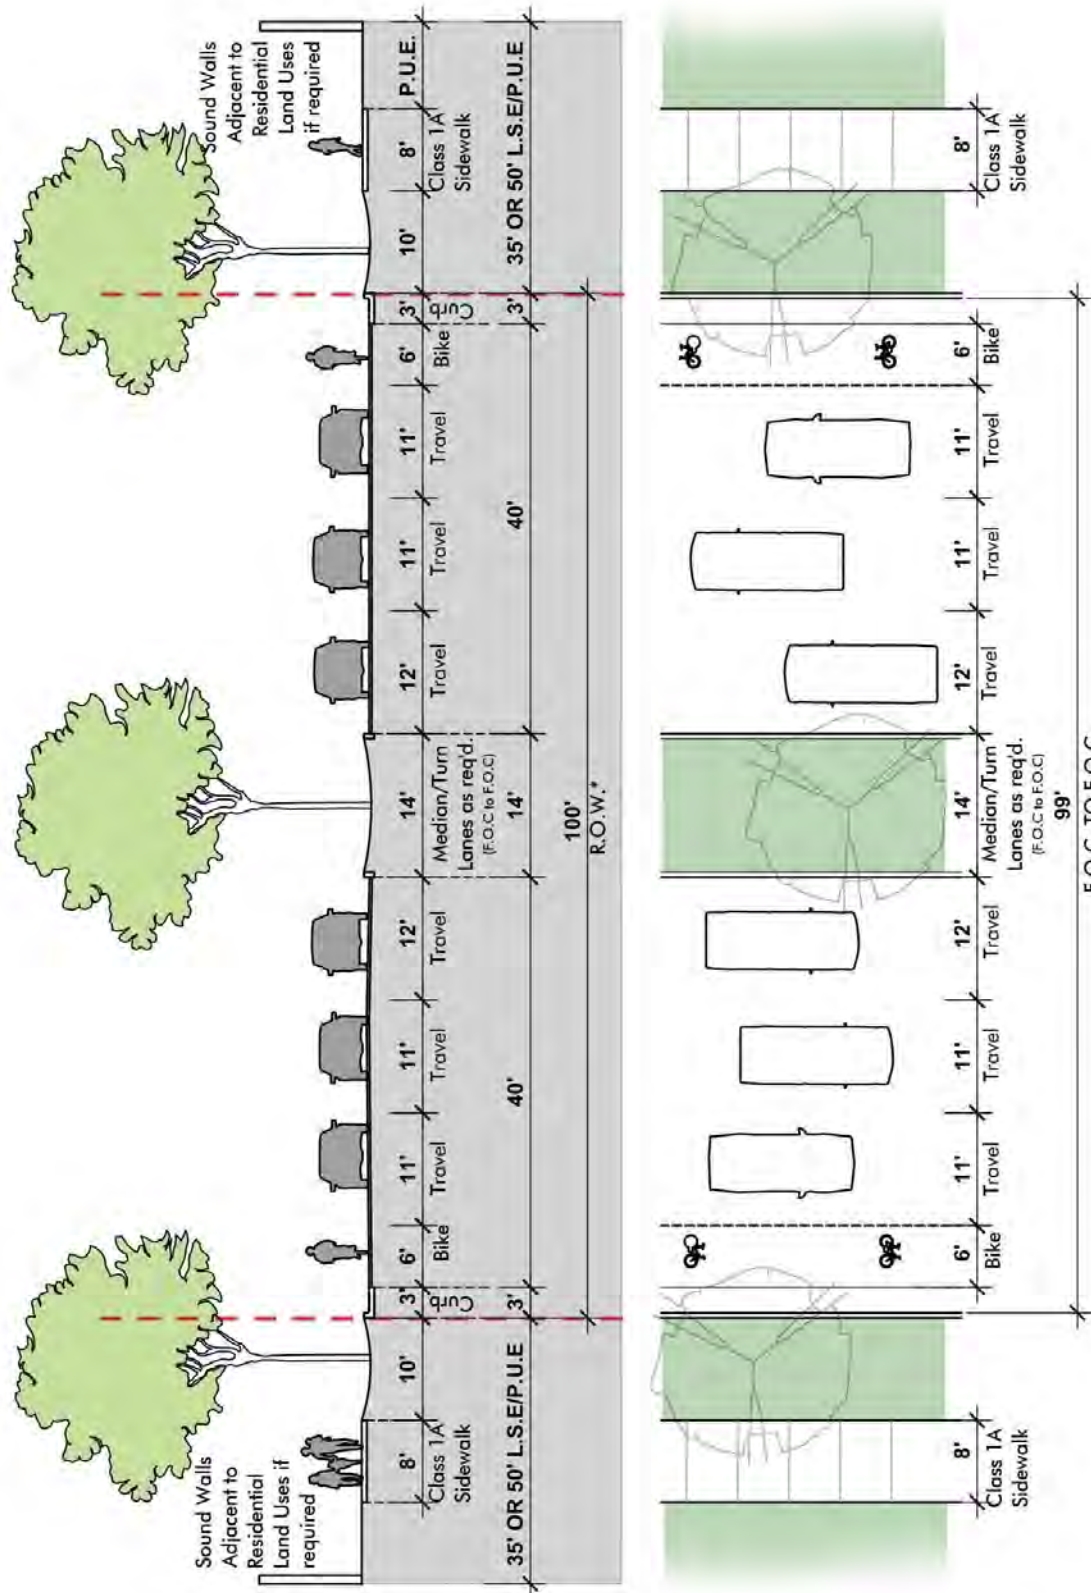 Sound Walls
Adjacent to
Residential
Land Uses if
required
Sound Walls
Adjacent to
Residential
Land Uses
if required
8'
10'
3'
6'
11'
11'
12'
14'
12'
11'
11'
6'
3'
10'
8'
P.U.E.
Class 1A
Sidewalk
Curb
Bike
Travel
Travel
Travel
Median/Turn
Lanes as req'd.
(F.O.C to F.O.C)
Travel
Travel
Travel
Bike
Curb
Class 1A
Sidewalk
35' OR 50' L.S.E/P.U.E
3'
40'
14'
40'
3'
35' OR 50' L.S.E/P.U.E
100'
R.O.W.*
8'
6'
11'
11'
12'
14'
12'
11'
11'
6'
8'
Class 1A
Sidewalk
Bike
Travel
Travel
Travel
Median/Turn
Lanes as req'd.
(F.O.C to F.O.C)
Travel
Travel
Travel
Bike
Class 1A
Sidewalk
99'
F.O.C. TO F.O.C.